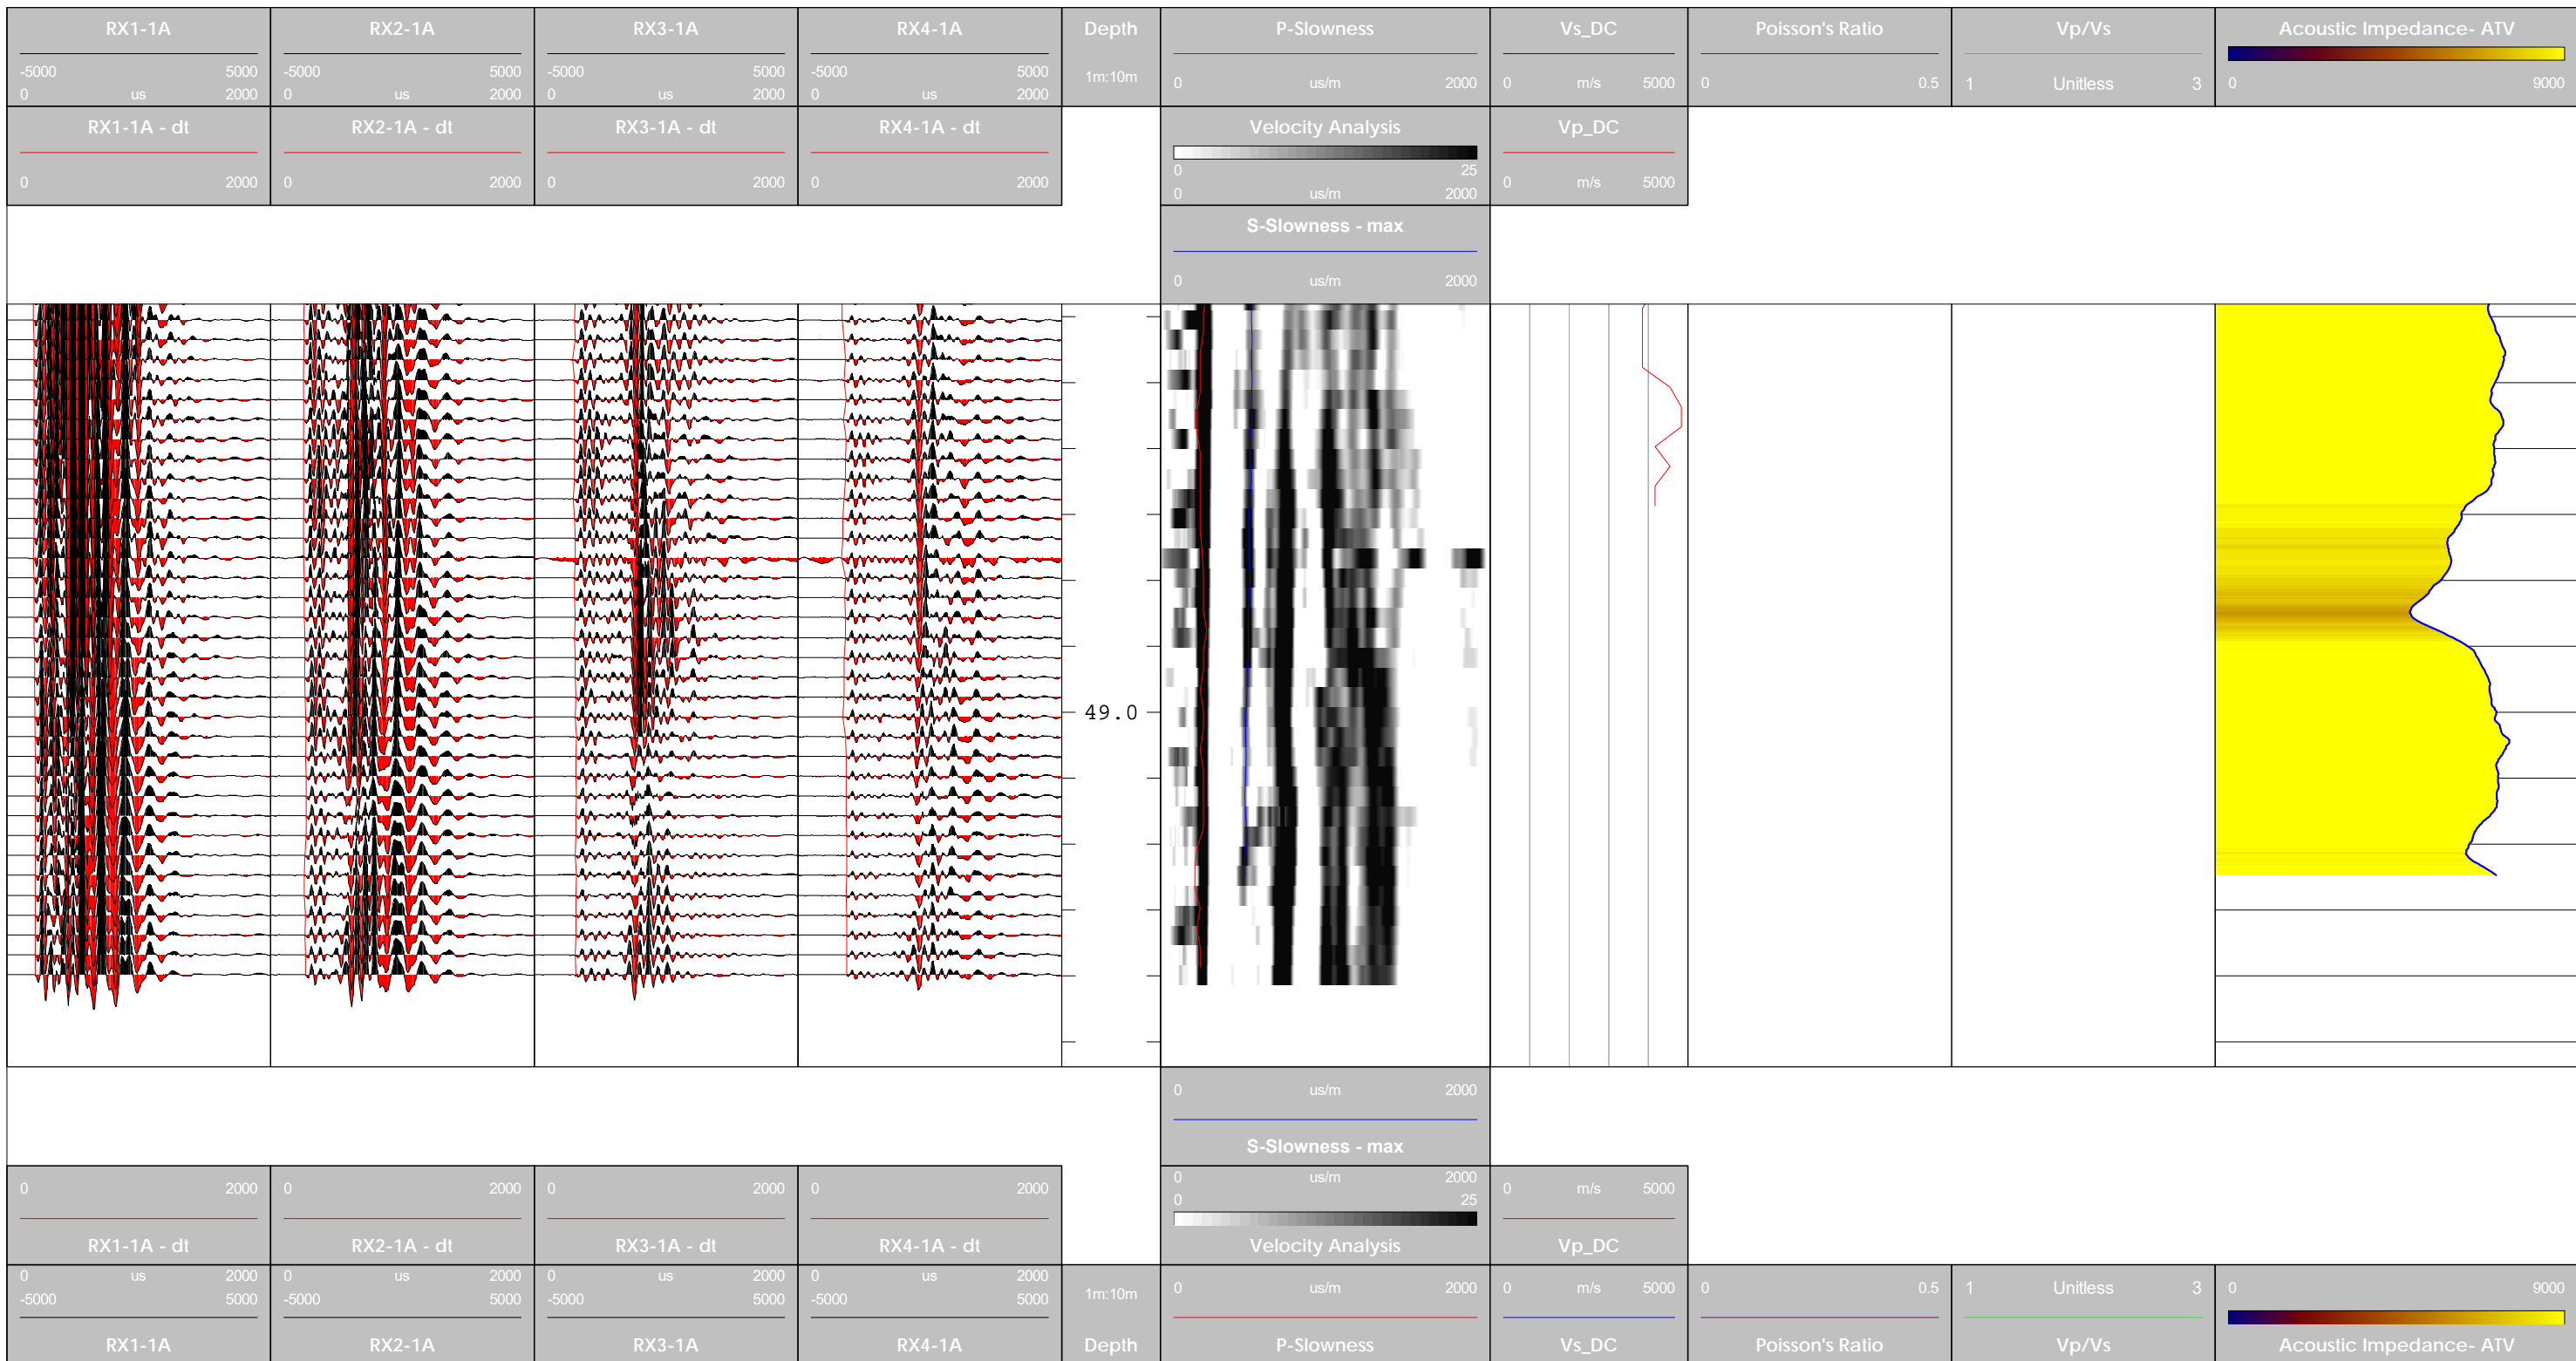 RX1-1A RX2-1A RX3-1A RX4-1A Depth P-Slowness Vs_DC Poisson's Ratio Vp/Vs Acoustic Impedance- ATV
-5000 5000 -5000 5000 -5000 5000 -5000 5000 1m:10m
0 us 2000 0 us 2000 0 us 2000 0 us 2000 0 us/m 2000 0 m/s 5000 0 0.5 1 Unitless 3 0 9000
RX1-1A - dt RX2-1A - dt RX3-1A - dt RX4-1A - dt Velocity Analysis Vp_DC
0 25
0 2000 0 2000 0 2000 0 2000 0 us/m 2000 0 m/s 5000
S-Slowness - max
0 us/m 2000
49.0
0 us/m 2000
S-Slowness - max
0 2000 0 2000 0 2000 0 2000 0 us/m 2000 0 m/s 5000
0 25
RX1-1A - dt RX2-1A - dt RX3-1A - dt RX4-1A - dt Velocity Analysis Vp_DC
0 us 2000 0 us 2000 0 us 2000 0 us 2000 1m:10m 0 us/m 2000 0 m/s 5000 0 0.5 1 Unitless 3 0 9000
-5000 5000 -5000 5000 -5000 5000 -5000 5000
RX1-1A RX2-1A RX3-1A RX4-1A Depth P-Slowness Vs_DC Poisson's Ratio Vp/Vs Acoustic Impedance- ATV